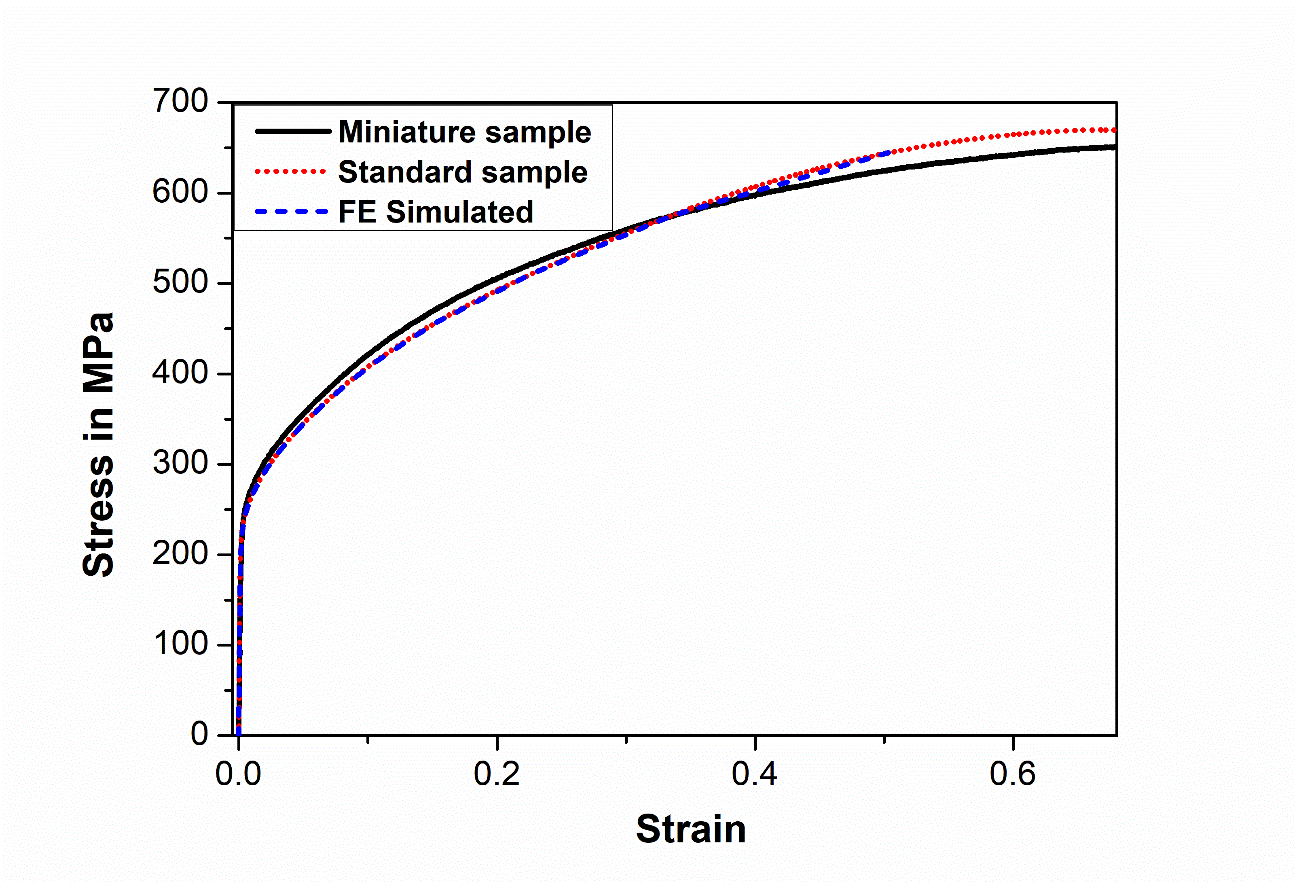 700
600
500
400
300
200
100
0
Stress in MPa
Miniature sample
Standard sample
FE Simulated
0.0 0.2 0.4 0.6
Strain